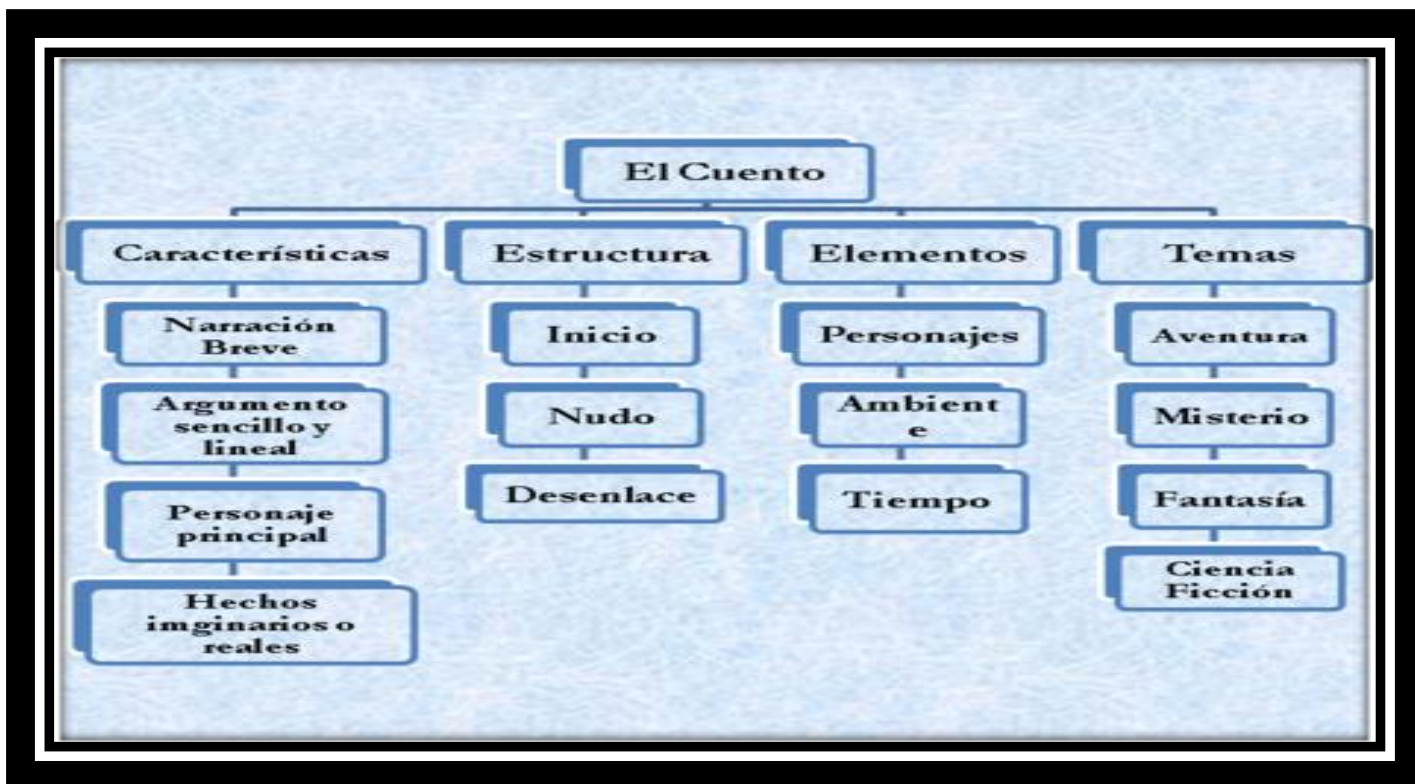 El Cuento
Característícas
Narración
Breve
Argumento
sencillo y
lineal
Personaje
principal
Hechos
imginarios o
reales
Estructura
Inicio
Nudo
Desenlace
Elementos
Personajes
Ambient
e
Tiempo
Temas
Aventura
Misterio
Fantasía
Ciencia
Ficción